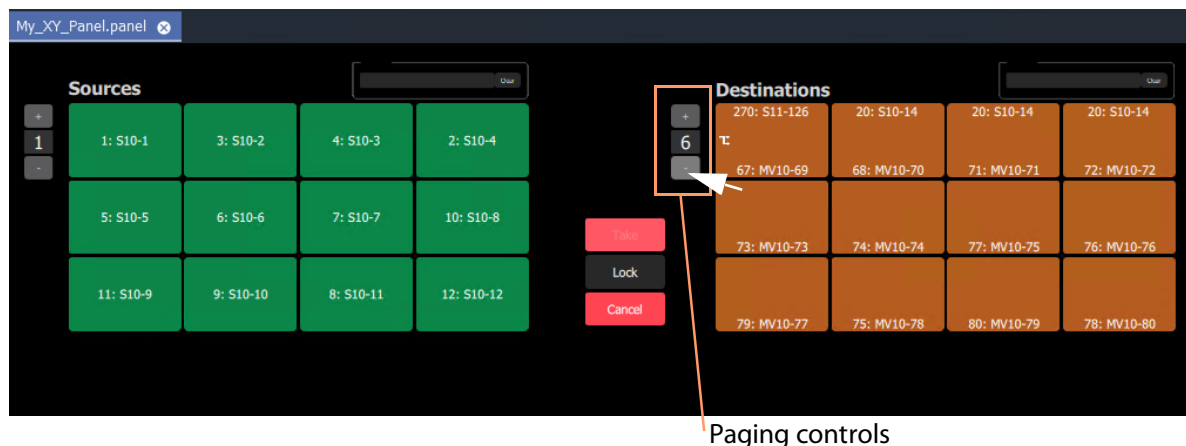 My_XY_Panel.panel
Sources
Clear
Destinations
Clear
+
1
-
1: S10-1 3: S10-2 4: S10-3 2: S10-4
5: S10-5 6: S10-6 7: S10-7 10: S10-8
11: S10-9 9: S10-10 8: S10-11 12: S10-12
Take
Lock
Cancel
+
6
-
270: S11-126 20: S10-14 20: S10-14 20: S10-14
67: MV10-69 68: MV10-70 71: MV10-71 72: MV10-72
73: MV10-73 74: MV10-74 77: MV10-75 76: MV10-76
79: MV10-77 75: MV10-78 80: MV10-79 78: MV10-80
Paging controls